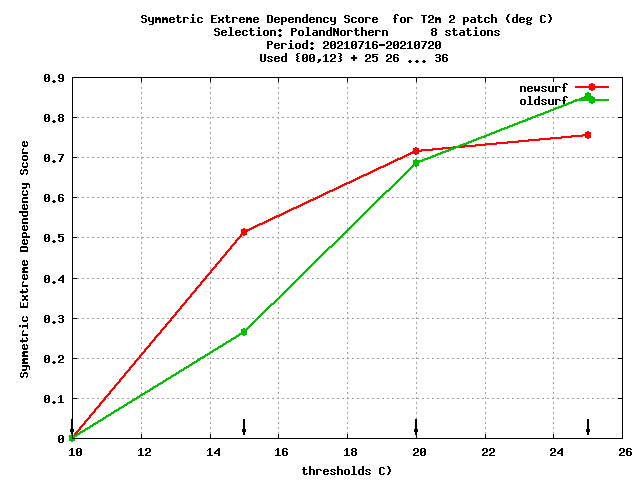 Symmetric Extreme Dependency Score  for T2m 2 patch (deg C)
Selection: PolandNorthern      8 stations
Period: 20210716-20210720
Used {00,12} + 25 26 ... 36
newsurf
oldsurf
Symmetric Extreme Dependency Score
0.9
0.8
0.7
0.6
0.5
0.4
0.3
0.2
0.1
0
10 12 14 16 18 20 22 24 26
thresholds C)